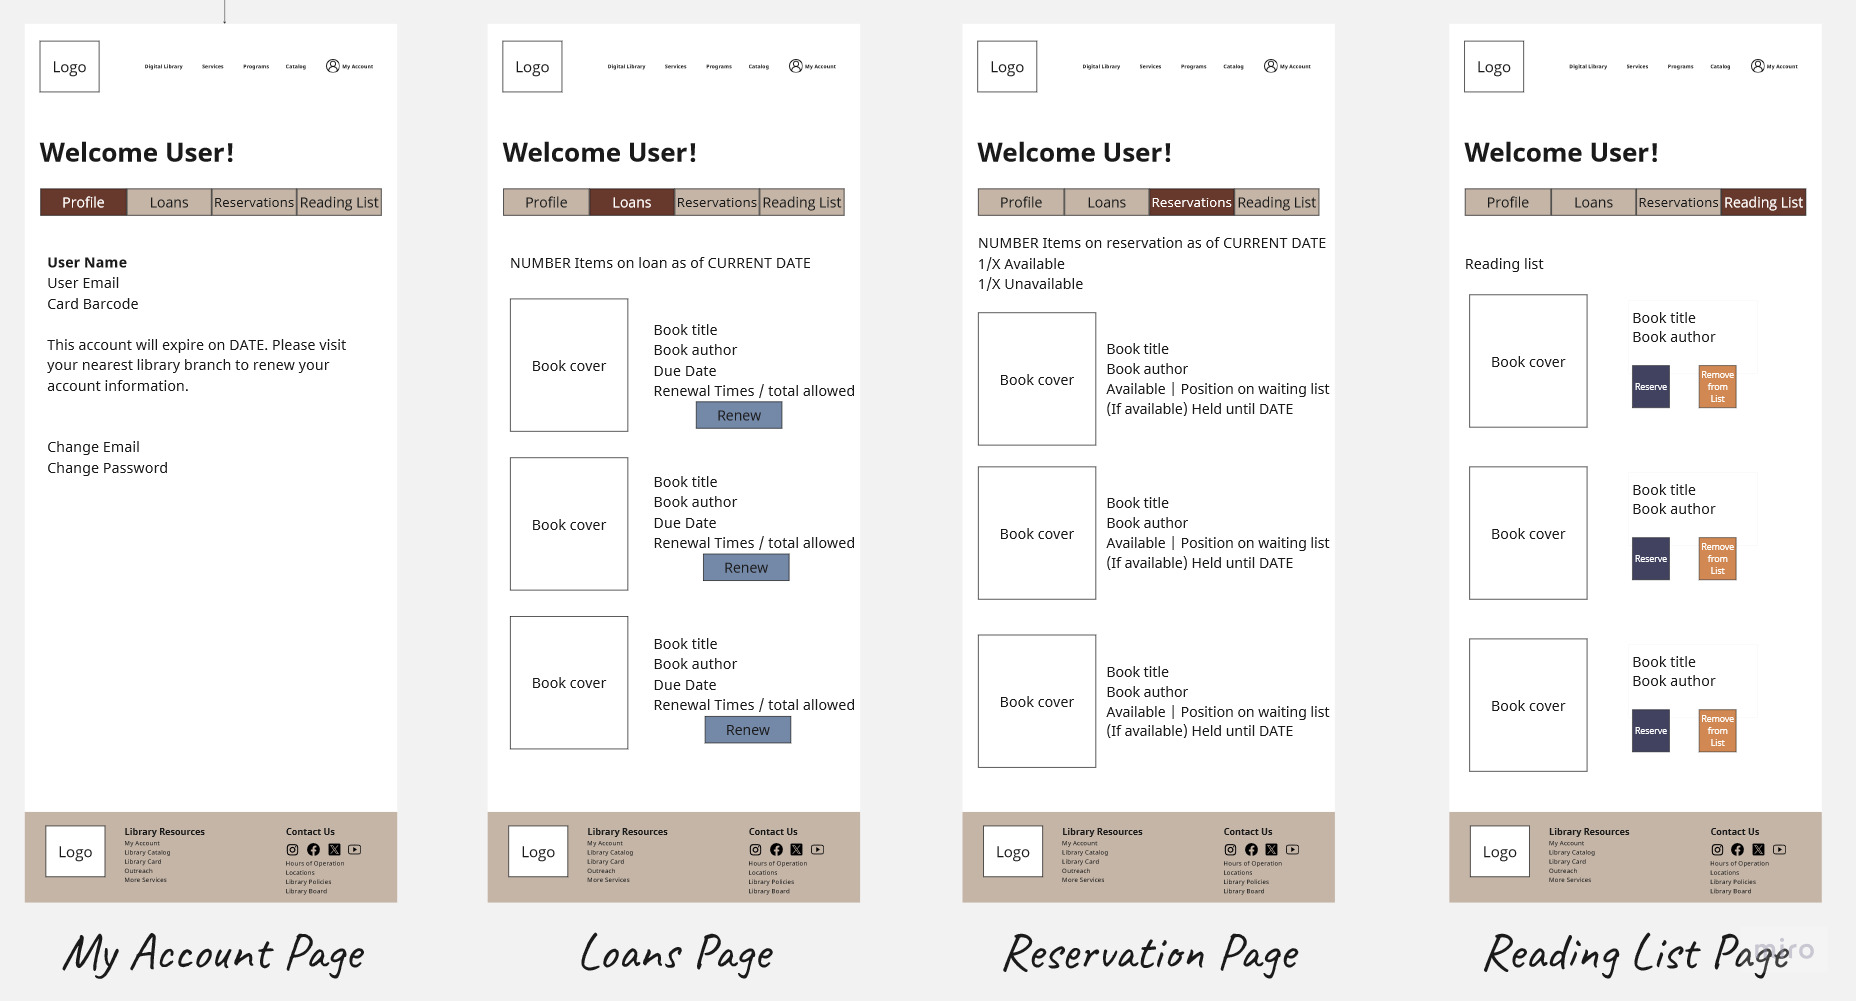 Logo
Digital Library Services Programs Catalog My Account
Welcome User!
Profile Loans Reservations Reading List
User Name
User Email
Card Barcode
This account will expire on DATE. Please visit
your nearest library branch to renew your
account information.
Change Email
Change Password
Logo
Library Resources
My Account
Library Catalog
Library Card
Outreach
More Services
Contact Us
Hours of Operation
Locations
Library Policies
Library Board
My Account Page
Logo
Digital Library Services Programs Catalog My Account
Welcome User!
Profile Loans Reservations Reading List
NUMBER Items on loan as of CURRENT DATE
Book cover
Book title
Book author
Due Date
Renewal Times / total allowed
Renew
Book cover
Book title
Book author
Due Date
Renewal Times / total allowed
Renew
Book cover
Book title
Book author
Due Date
Renewal Times / total allowed
Renew
Logo
Library Resources
My Account
Library Catalog
Library Card
Outreach
More Services
Contact Us
Hours of Operation
Locations
Library Policies
Library Board
Loans Page
Logo
Digital Library Services Programs Catalog My Account
Welcome User!
Profile Loans Reservations Reading List
NUMBER Items on reservation as of CURRENT DATE
1/X Available
1/X Unavailable
Book cover
Book title
Book author
Available | Position on waiting list
(If available) Held until DATE
Book cover
Book title
Book author
Available | Position on waiting list
(If available) Held until DATE
Book cover
Book title
Book author
Available | Position on waiting list
(If available) Held until DATE
Logo
Library Resources
My Account
Library Catalog
Library Card
Outreach
More Services
Contact Us
Hours of Operation
Locations
Library Policies
Library Board
Reservation Page
Logo
Digital Library Services Programs Catalog My Account
Welcome User!
Profile Loans Reservations Reading List
Reading list
Book cover
Book title
Book author
Reserve
Remove
from
List
Book cover
Book title
Book author
Reserve
Remove
from
List
Book cover
Book title
Book author
Reserve
Remove
from
List
Logo
Library Resources
My Account
Library Catalog
Library Card
Outreach
More Services
Contact Us
Hours of Operation
Locations
Library Policies
Library Board
Reading List Page
miro